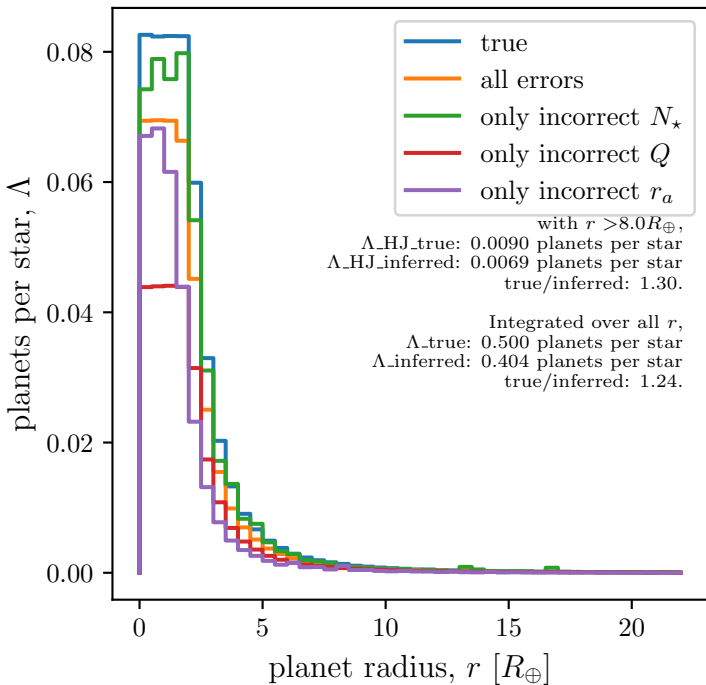 true
all errors
only incorrect N⋆
only incorrect Q
only incorrect r_a
with r >8.0R⊕,
Λ_HJ_true: 0.0090 planets per star
Λ_HJ_inferred: 0.0069 planets per star
true/inferred: 1.30.
Integrated over all r,
Λ_true: 0.500 planets per star
Λ_inferred: 0.404 planets per star
true/inferred: 1.24.
planets per star, Λ
0.08
0.06
0.04
0.02
0.00
0 5 10 15 20
planet radius, r [R⊕]